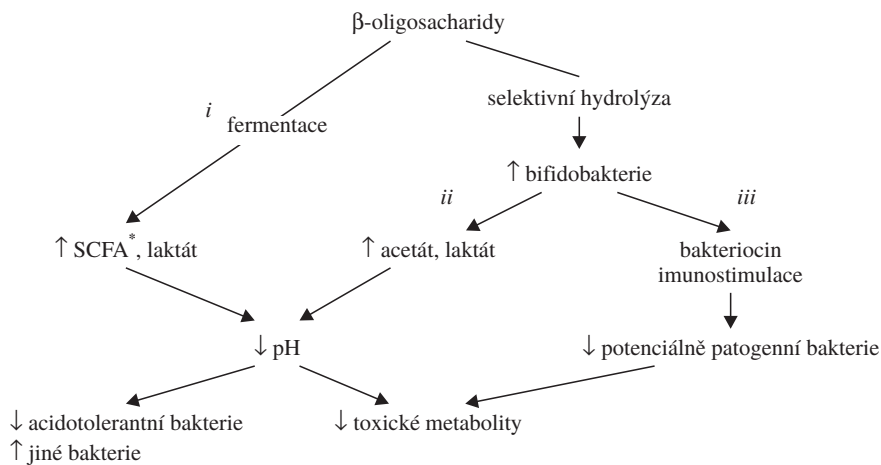 β-oligosacharidy
selektivní hydrolýza
i
fermentace
↑ bifidobakterie
ii
iii
↑ SCFA*, laktát
↑ acetát, laktát
bakteriocin
imunostimulace
↓ pH
↓ potenciálně patogenní bakterie
↓ acidotolerantní bakterie
↑ jiné bakterie
↓ toxické metabolity